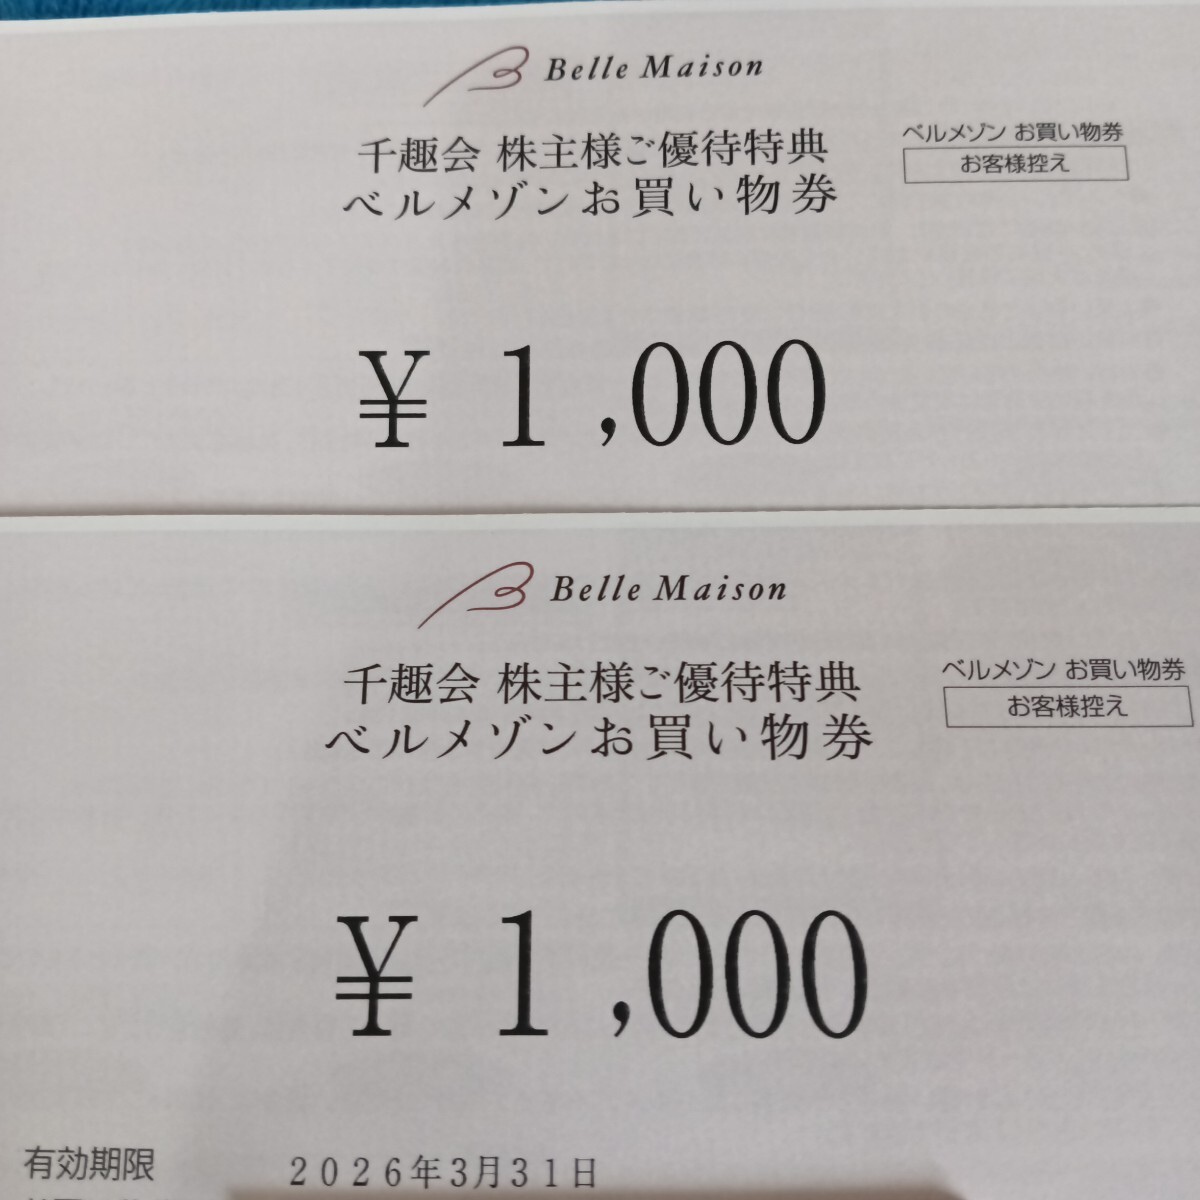 Belle Maison
千趣会 株主様ご優待特典
ベルメゾンお買い物券
ベルメゾン お買い物券
お客様控え
¥ 1,000
Belle Maison
千趣会 株主様ご優待特典
ベルメゾンお買い物券
ベルメゾン お買い物券
お客様控え
¥ 1,000
有効期限 2026年3月31日